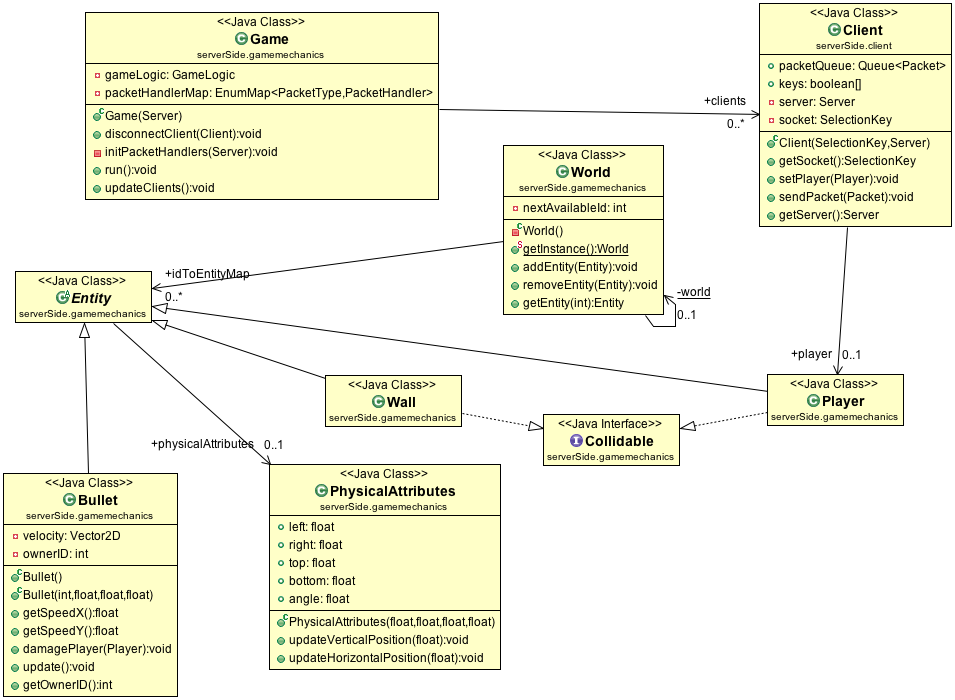 <<Java Class>>
Game
serverSide.gamemechanics
gameLogic: GameLogic
packetHandlerMap: EnumMap<PacketType,PacketHandler>
Game(Server)
disconnectClient(Client):void
initPacketHandlers(Server):void
run():void
updateClients():void
<<Java Class>>
Client
serverSide.client
packetQueue: Queue<Packet>
keys: boolean[]
server: Server
socket: SelectionKey
Client(SelectionKey,Server)
getSocket():SelectionKey
setPlayer(Player):void
sendPacket(Packet):void
getServer():Server
+clients
0..*
<<Java Class>>
World
serverSide.gamemechanics
nextAvailableId: int
World()
getInstance():World
addEntity(Entity):void
removeEntity(Entity):void
getEntity(int):Entity
-world
0..1
+idToEntityMap
0..*
<<Java Class>>
Entity
serverSide.gamemechanics
+player
0..1
<<Java Class>>
Wall
serverSide.gamemechanics
<<Java Class>>
Player
serverSide.gamemechanics
<<Java Interface>>
Collidable
serverSide.gamemechanics
+physicalAttributes
0..1
<<Java Class>>
Bullet
serverSide.gamemechanics
velocity: Vector2D
ownerID: int
Bullet()
Bullet(int,float,float,float)
getSpeedX():float
getSpeedY():float
damagePlayer(Player):void
update():void
getOwnerID():int
<<Java Class>>
PhysicalAttributes
serverSide.gamemechanics
left: float
right: float
top: float
bottom: float
angle: float
PhysicalAttributes(float,float,float,float)
updateVerticalPosition(float):void
updateHorizontalPosition(float):void